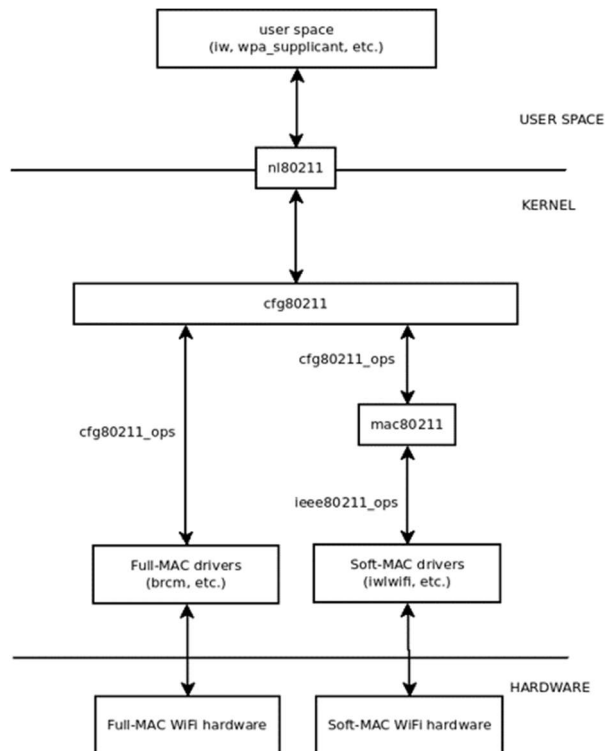 user space
(iw, wpa_supplicant, etc.)
USER SPACE
nl80211
KERNEL
cfg80211
cfg80211_ops
cfg80211_ops
mac80211
ieee80211_ops
Full-MAC drivers
(brcm, etc.)
Soft-MAC drivers
(iwlwifi, etc.)
HARDWARE
Full-MAC WiFi hardware
Soft-MAC WiFi hardware